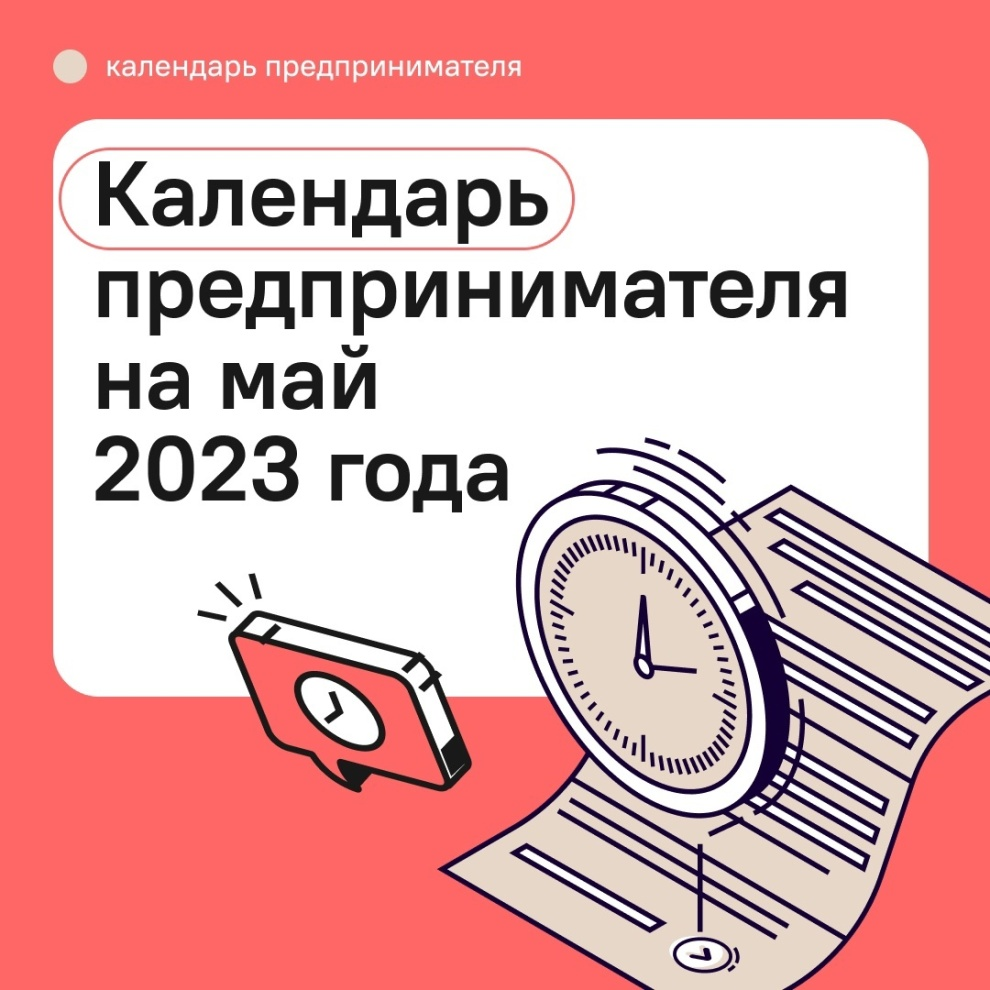 календарь предпринимателя
Календарь
предпринимателя
на май
2023 года